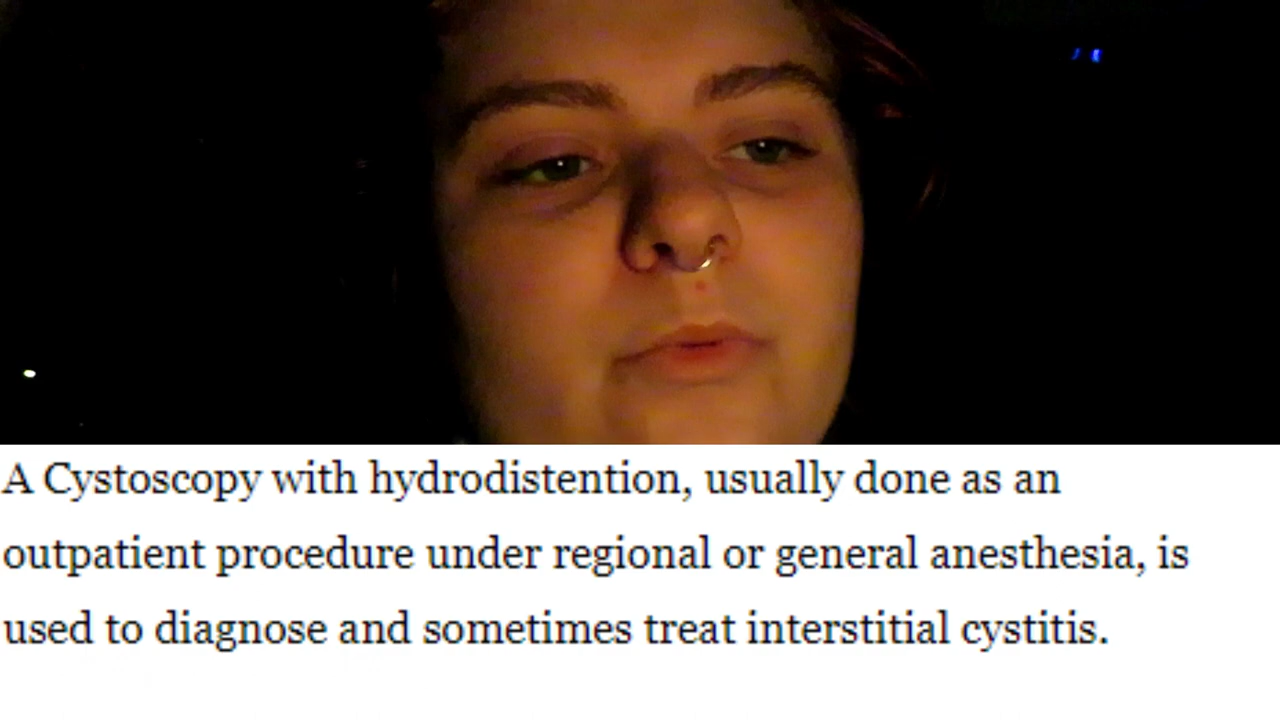 A Cystoscopy with hydrodistention, usually done as an
outpatient procedure under regional or general anesthesia, is
used to diagnose and sometimes treat interstitial cystitis.